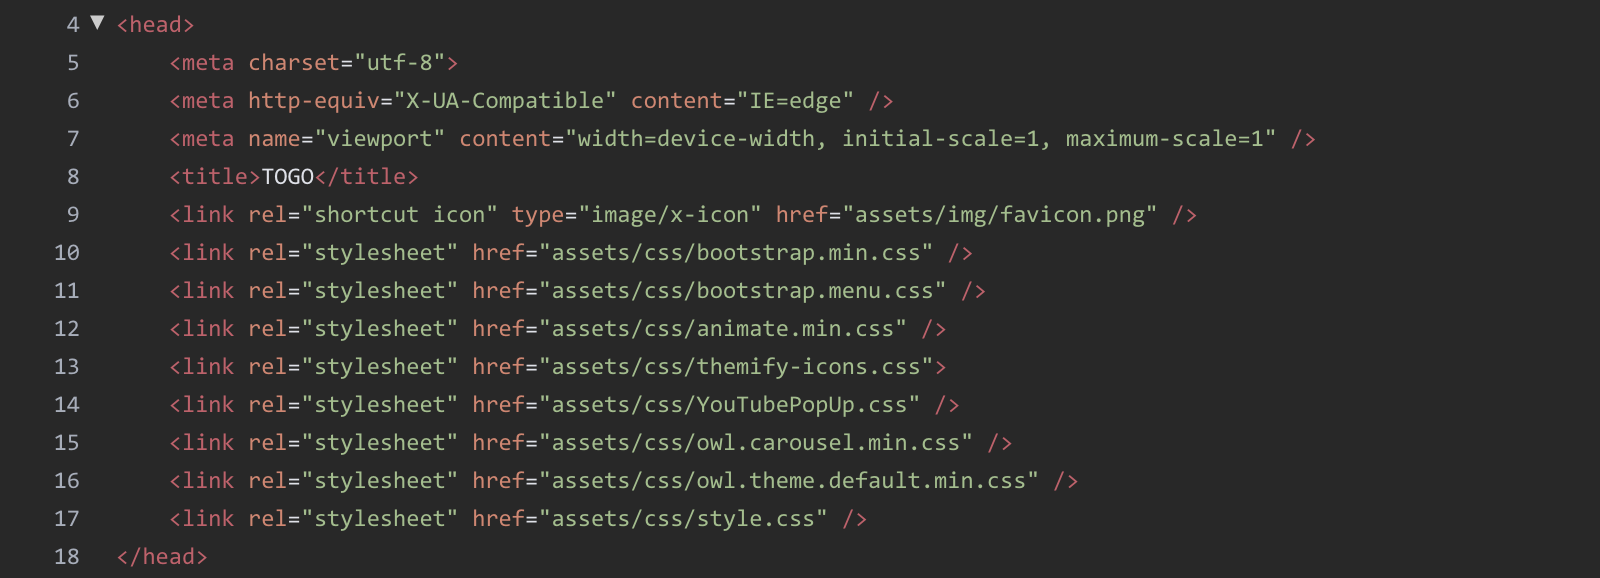 4 ▼ <head>
5 <meta charset="utf-8">
6 <meta http-equiv="X-UA-Compatible" content="IE=edge" />
7 <meta name="viewport" content="width=device-width, initial-scale=1, maximum-scale=1" />
8 <title>TOGO</title>
9 <link rel="shortcut icon" type="image/x-icon" href="assets/img/favicon.png" />
10 <link rel="stylesheet" href="assets/css/bootstrap.min.css" />
11 <link rel="stylesheet" href="assets/css/bootstrap.menu.css" />
12 <link rel="stylesheet" href="assets/css/animate.min.css" />
13 <link rel="stylesheet" href="assets/css/themify-icons.css">
14 <link rel="stylesheet" href="assets/css/YouTubePopUp.css" />
15 <link rel="stylesheet" href="assets/css/owl.carousel.min.css" />
16 <link rel="stylesheet" href="assets/css/owl.theme.default.min.css" />
17 <link rel="stylesheet" href="assets/css/style.css" />
18 </head>